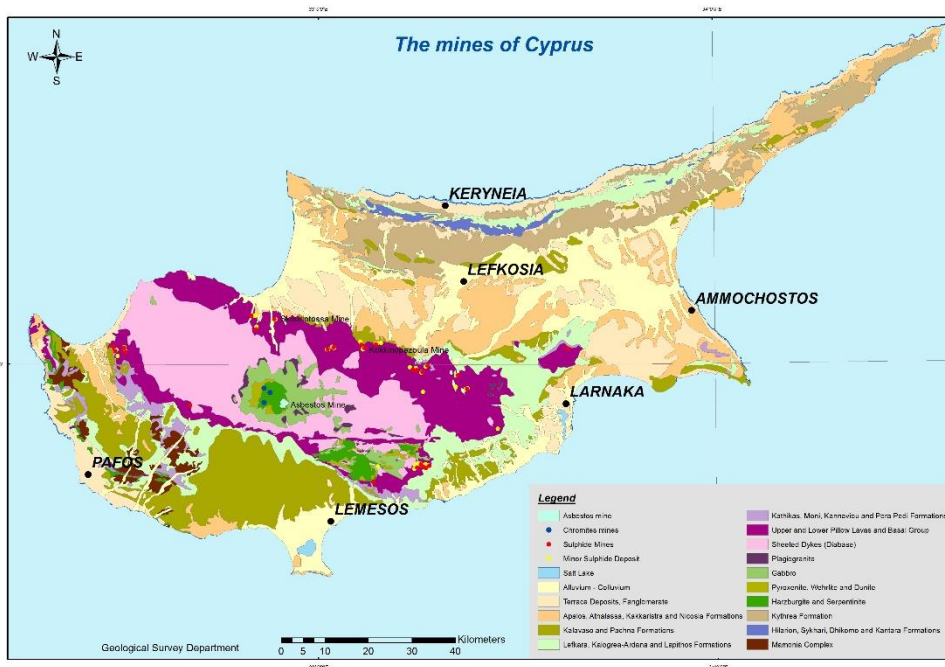 The mines of Cyprus
N
W E
S
KERYNEIA
LEFKOSIA
AMMOCHOSTOS
Skouriotissa Mine
Kokkinopezoula Mine
Asbestos Mine
LARNAKA
PAFOS
LEMESOS
Legend
Asbestos mine
Chromites mines
Sulphide Mines
Minor Sulphide Deposit
Salt Lake
Alluvium - Colluvium
Terrace Deposits, Fanglomerate
Apalos, Athalassa, Kakkaristra and Nicosia Formations
Kalavasos and Pachna Formations
Lefkara, Kalogrea-Ardana and Lapithos Formations
Kathikas, Moni, Kannaviou and Pera Pedi Formations
Upper and Lower Pillow Lavas and Basal Group
Sheeted Dykes (Diabase)
Plagiogranite
Gabbro
Pyroxenite, Wehrlite and Dunite
Harzburgite and Serpentinite
Kythrea Formation
Hilarion, Sykhari, Dhikomo and Kantara Formations
Mamonia Complex
Geological Survey Department
Kilometers
0 5 10 20 30 40